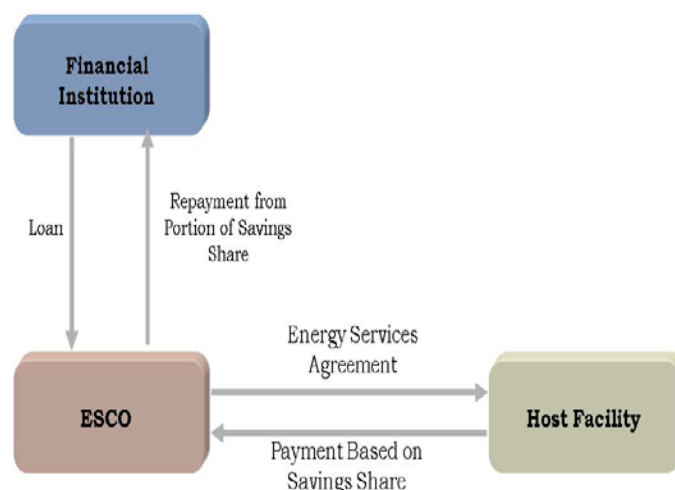 Financial
Institution
Loan
Repayment from
Portion of Savings
Share
Energy Services
Agreement
ESCO
Host Facility
Payment Based on
Savings Share